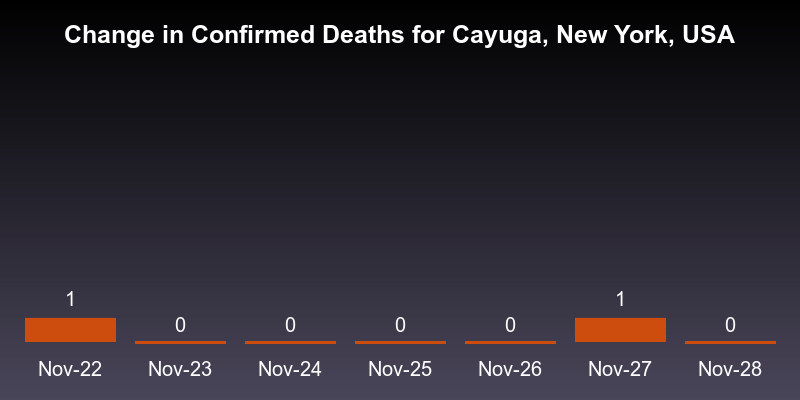 Change in Confirmed Deaths for Cayuga, New York, USA
1 0 0 0 0 1 0
Nov-22 Nov-23 Nov-24 Nov-25 Nov-26 Nov-27 Nov-28